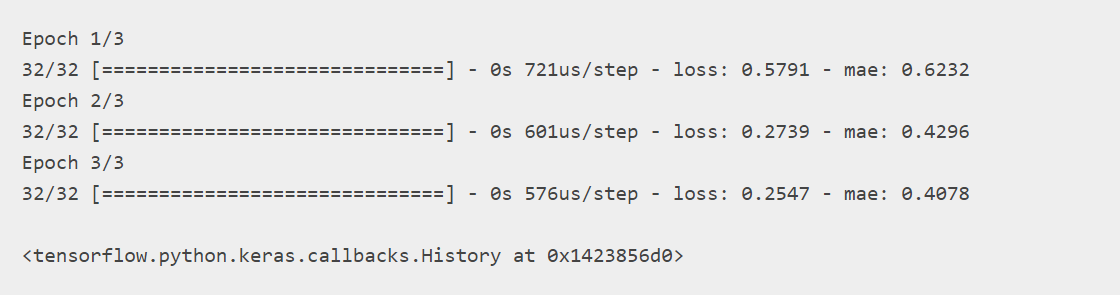 Epoch 1/3
32/32 [==============================] - 0s 721us/step - loss: 0.5791 - mae: 0.6232
Epoch 2/3
32/32 [==============================] - 0s 601us/step - loss: 0.2739 - mae: 0.4296
Epoch 3/3
32/32 [==============================] - 0s 576us/step - loss: 0.2547 - mae: 0.4078
<tensorflow.python.keras.callbacks.History at 0x1423856d0>